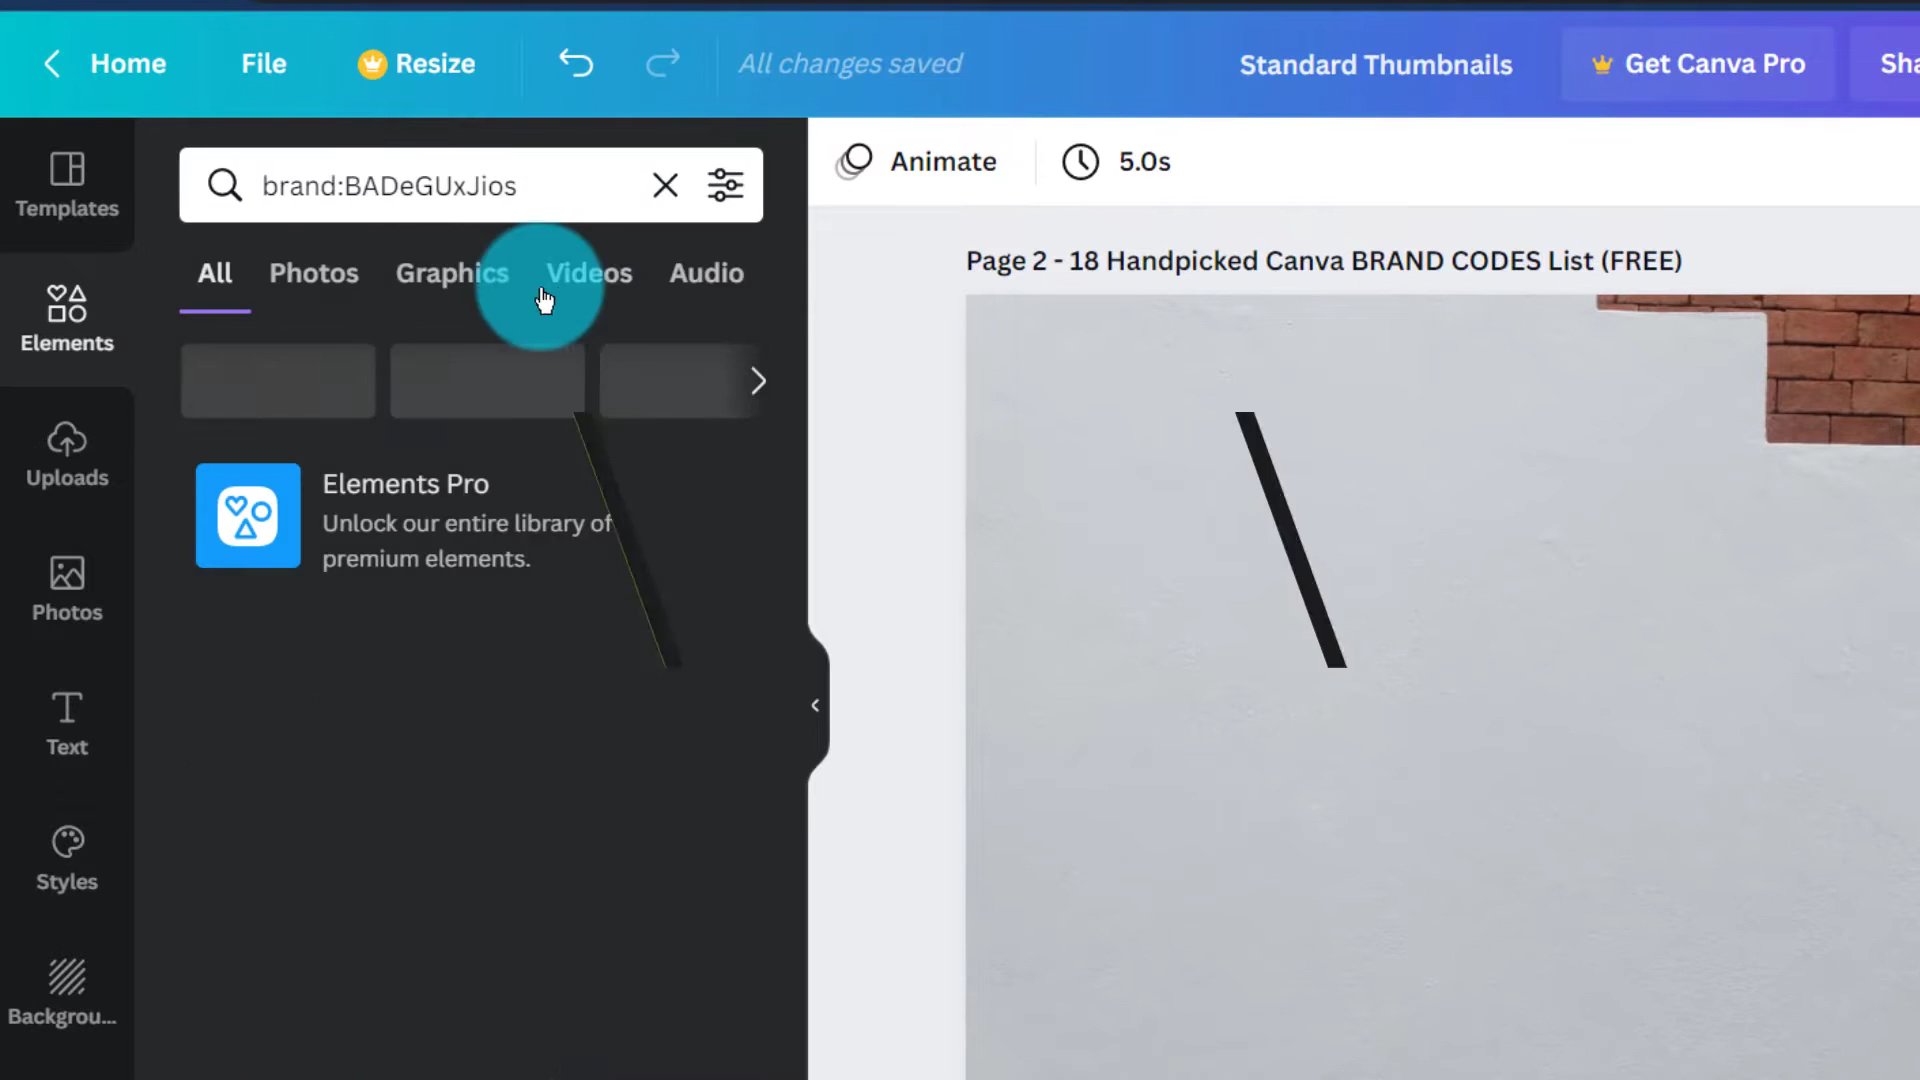 Home
File
Resize
All changes saved
Standard Thumbnails
Get Canva Pro
Sha
brand:BADeGUxJios
Animate
5.0s
Templates
All
Photos
Graphics
Videos
Audio
Page 2 - 18 Handpicked Canva BRAND CODES List (FREE)
Elements
Elements Pro
Unlock our entire library of
premium elements.
Uploads
Photos
Text
Styles
Backgrou...